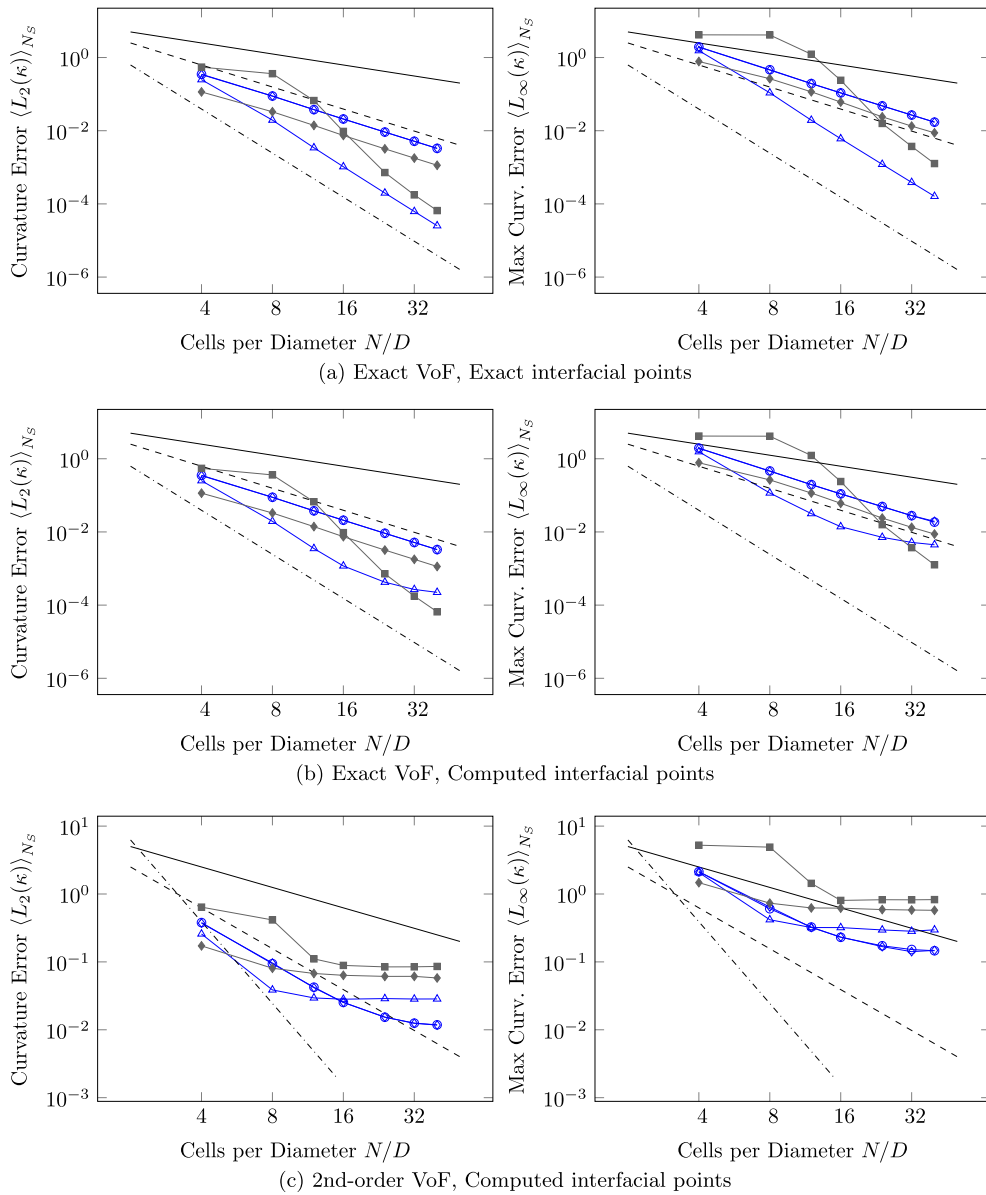 10^0
10^{-2}
10^{-4}
10^{-6}
Curvature Error ⟨L_2(κ)⟩_{N_S}
4 8 16 32
Cells per Diameter N/D
10^0
10^{-2}
10^{-4}
10^{-6}
Max Curv. Error ⟨L_∞(κ)⟩_{N_S}
4 8 16 32
Cells per Diameter N/D
(a) Exact VoF, Exact interfacial points
10^0
10^{-2}
10^{-4}
10^{-6}
Curvature Error ⟨L_2(κ)⟩_{N_S}
4 8 16 32
Cells per Diameter N/D
10^0
10^{-2}
10^{-4}
10^{-6}
Max Curv. Error ⟨L_∞(κ)⟩_{N_S}
4 8 16 32
Cells per Diameter N/D
(b) Exact VoF, Computed interfacial points
10^1
10^0
10^{-1}
10^{-2}
10^{-3}
Curvature Error ⟨L_2(κ)⟩_{N_S}
4 8 16 32
Cells per Diameter N/D
10^1
10^0
10^{-1}
10^{-2}
10^{-3}
Max Curv. Error ⟨L_∞(κ)⟩_{N_S}
4 8 16 32
Cells per Diameter N/D
(c) 2nd-order VoF, Computed interfacial points